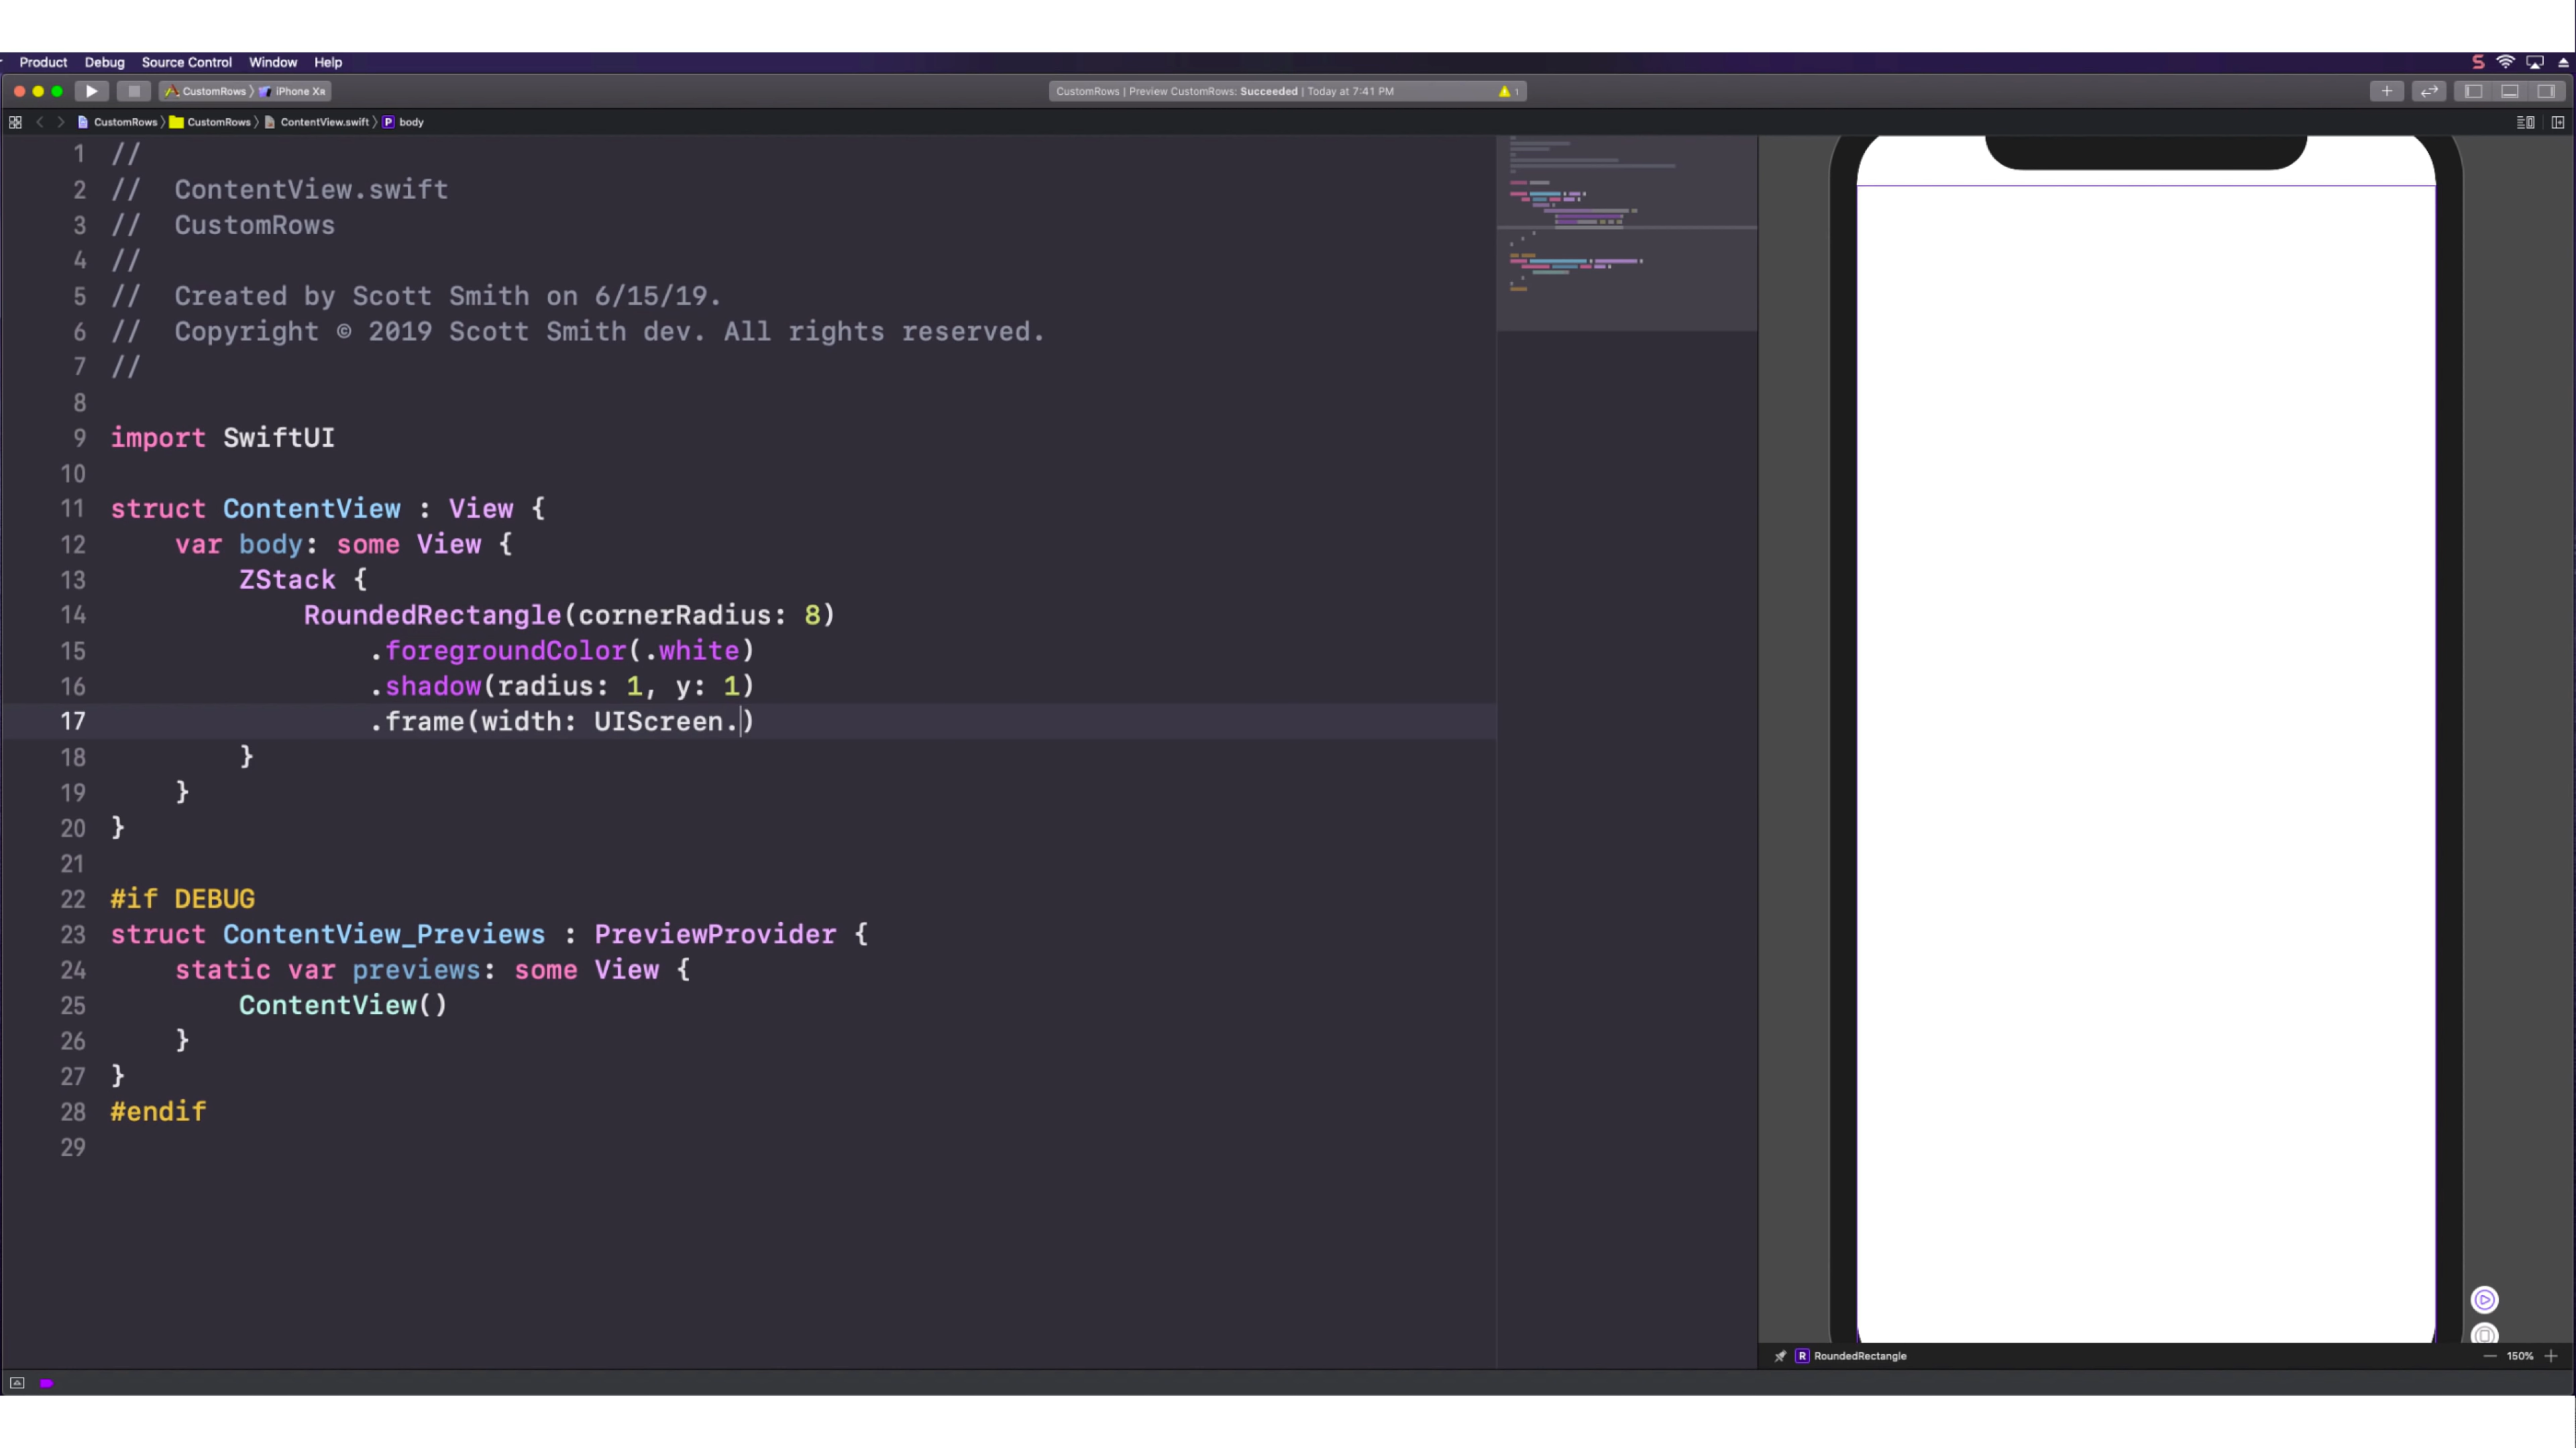 Product Debug Source Control Window Help
CustomRows 〉 iPhone XR
CustomRows | Preview CustomRows: Succeeded | Today at 7:41 PM
1
CustomRows 〉 CustomRows 〉 ContentView.swift 〉 P body
1 //
2 //  ContentView.swift
3 //  CustomRows
4 //
5 //  Created by Scott Smith on 6/15/19.
6 //  Copyright © 2019 Scott Smith dev. All rights reserved.
7 //
8
9 import SwiftUI
10
11 struct ContentView : View {
12     var body: some View {
13         ZStack {
14             RoundedRectangle(cornerRadius: 8)
15                 .foregroundColor(.white)
16                 .shadow(radius: 1, y: 1)
17                 .frame(width: UIScreen.)
18         }
19     }
20 }
21
22 #if DEBUG
23 struct ContentView_Previews : PreviewProvider {
24     static var previews: some View {
25         ContentView()
26     }
27 }
28 #endif
29
R RoundedRectangle
150%